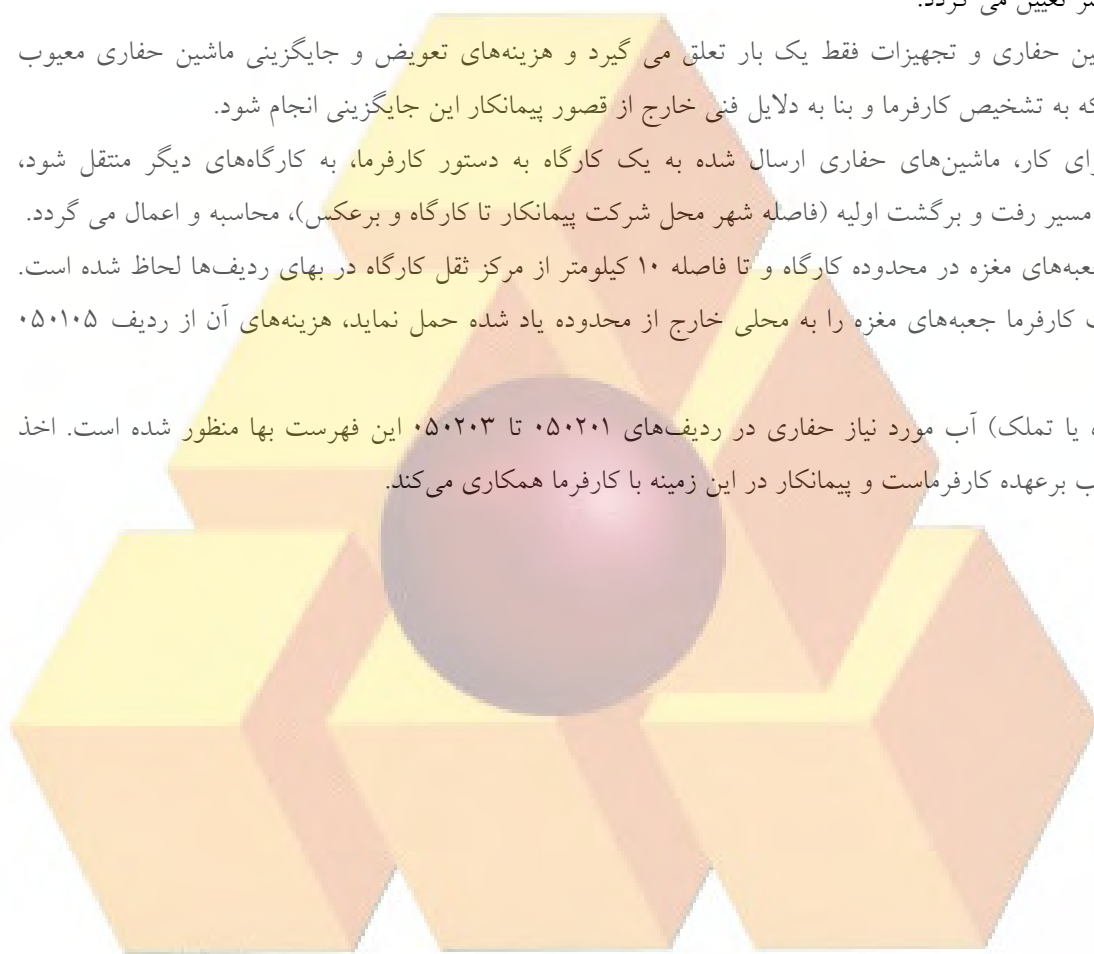 تعیین می گردد.
حفاری و تجهیزات فقط یک بار تعلق می گیرد و هزینه‌های تعویض و جایگزینی ماشین حفاری معیوب
که به تشخیص کارفرما و بنا به دلایل فنی خارج از قصور پیمانکار این جایگزینی انجام شود.
کار، ماشین‌های حفاری ارسال شده به یک کارگاه به دستور کارفرما، به کارگاه‌های دیگر منتقل شود،
مسیر رفت و برگشت اولیه (فاصله شهر محل شرکت پیمانکار تا کارگاه و برعکس)، محاسبه و اعمال می گردد.
جعبه‌های مغزه در محدوده کارگاه و تا فاصله ۱۰ کیلومتر از مرکز ثقل کارگاه در بهای ردیف‌ها لحاظ شده است.
کارفرما جعبه‌های مغزه را به محلی خارج از محدوده یاد شده حمل نماید، هزینه‌های آن از ردیف ۰۵۰۱۰۵
یا تملک) آب مورد نیاز حفاری در ردیف‌های ۰۵۰۲۰۱ تا ۰۵۰۲۰۳ این فهرست بها منظور شده است. اخذ
برعهده کارفرماست و پیمانکار در این زمینه با کارفرما همکاری می‌کند.